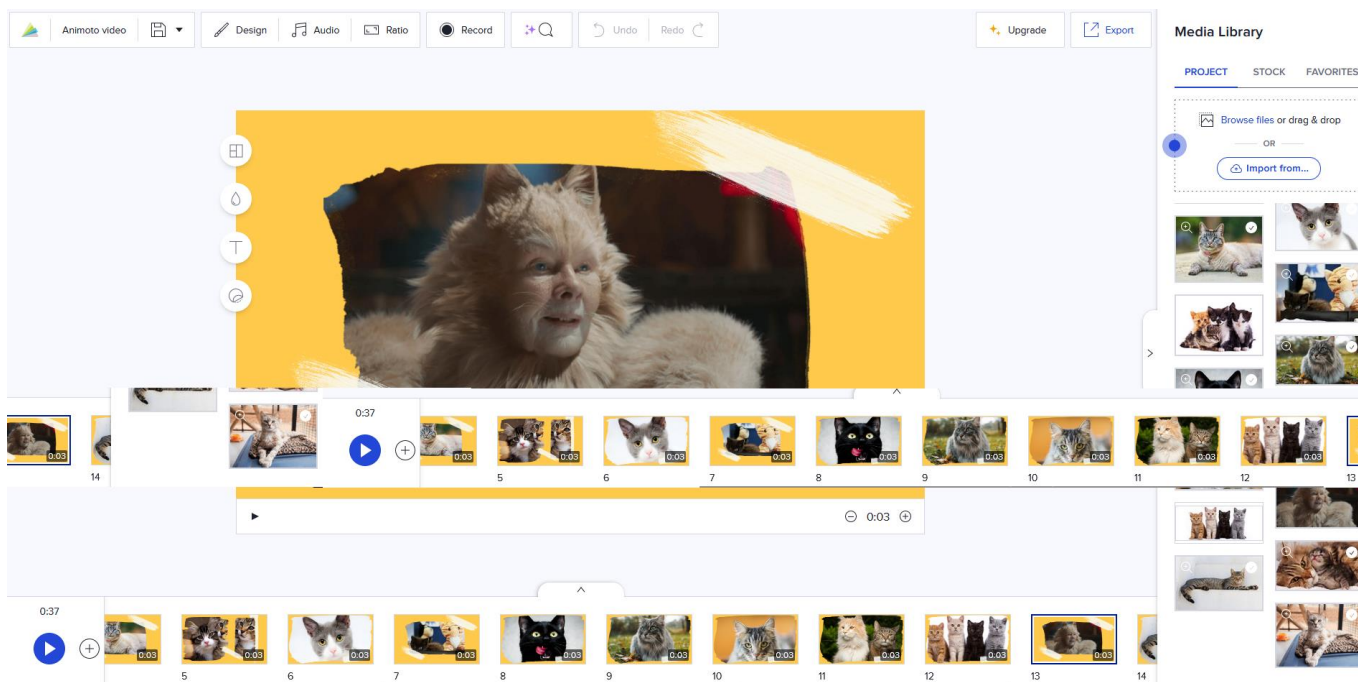 Animoto video Design Audio Ratio Record Undo Redo Upgrade Export
Media Library
PROJECT STOCK FAVORITES
Browse files or drag & drop
OR
Import from...
0:37
0:03 0:03 0:03 0:03 0:03 0:03 0:03 0:03 0:03 0:03
14 5 6 7 8 9 10 11 12 13
0:03
0:37
0:03 0:03 0:03 0:03 0:03 0:03 0:03 0:03 0:03 0:03
5 6 7 8 9 10 11 12 13 14